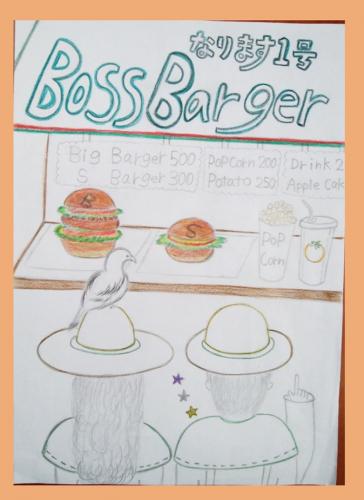 なります1号
BossBarger
Big Barger 500
S Barger 300
PoPCorn 200
Potato 250
Drink 2
Apple Cak
B
S
S
PoP
Corn